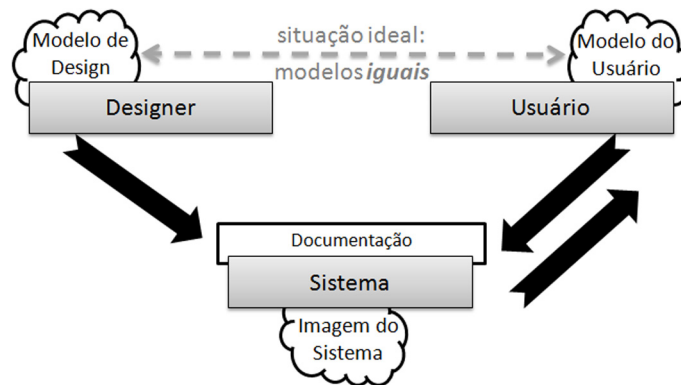 Modelo de
Design
situação ideal:
modelos iguais
Modelo do
Usuário
Designer
Usuário
Documentação
Sistema
Imagem do
Sistema